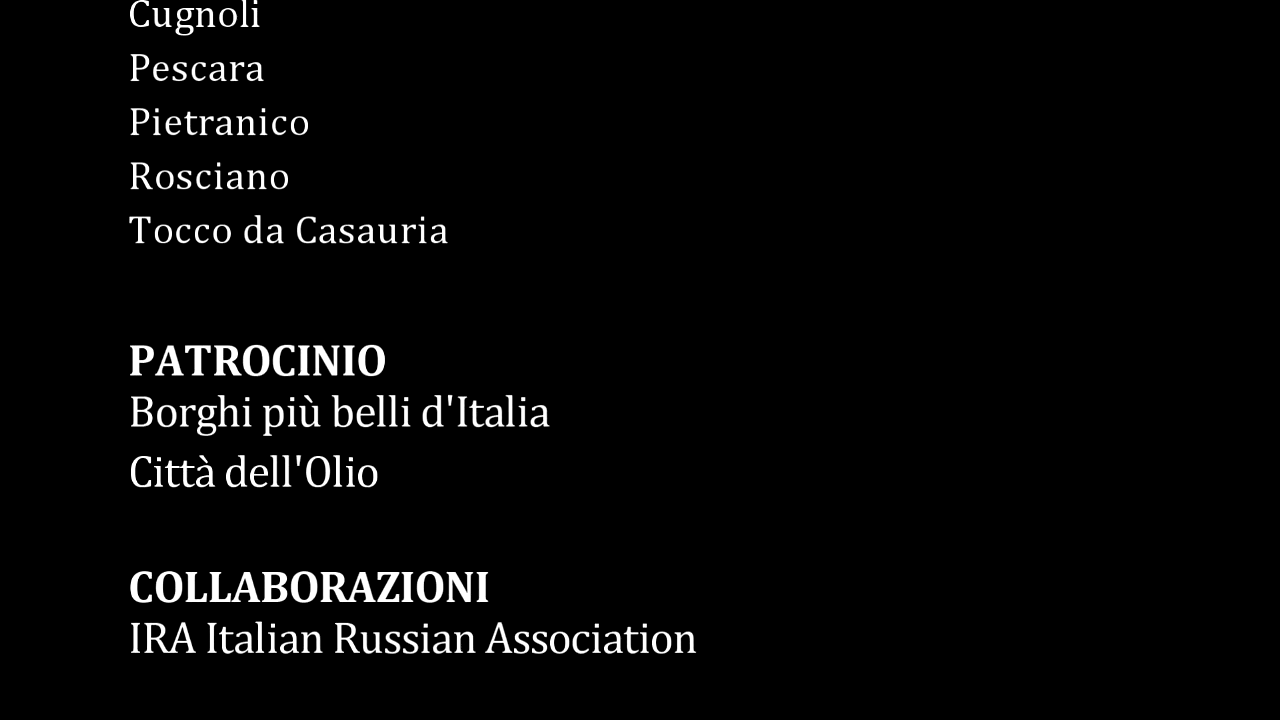 Cugnoli
Pescara
Pietranico
Rosciano
Tocco da Casauria
PATROCINIO
Borghi più belli d'Italia
Città dell'Olio
COLLABORAZIONI
IRA Italian Russian Association